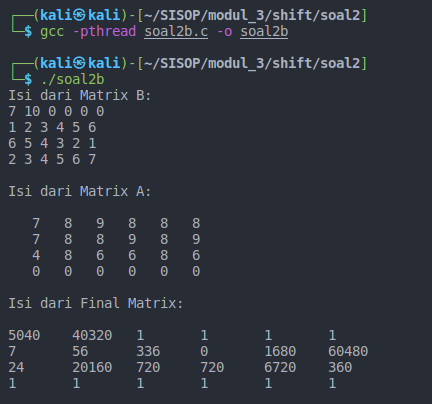 ┌──(kali㉿kali)-[~/SISOP/modul_3/shift/soal2]
└─$ gcc -pthread soal2b.c -o soal2b
┌──(kali㉿kali)-[~/SISOP/modul_3/shift/soal2]
└─$ ./soal2b
Isi dari Matrix B:
7 10 0 0 0 0
1 2 3 4 5 6
6 5 4 3 2 1
2 3 4 5 6 7
Isi dari Matrix A:
7 8 9 8 8 8
7 8 8 9 8 9
4 8 6 6 8 6
0 0 0 0 0 0
Isi dari Final Matrix:
5040 40320 1 1 1 1
7 56 336 0 1680 60480
24 20160 720 720 6720 360
1 1 1 1 1 1